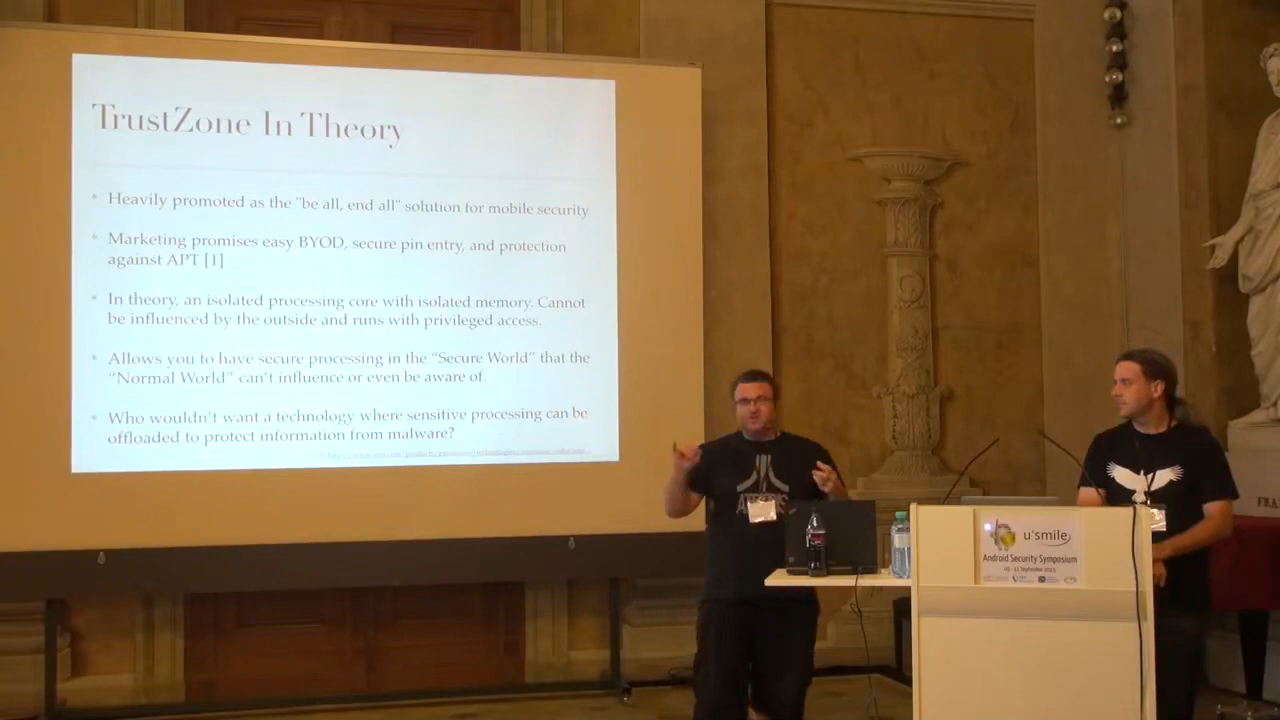 TrustZone In Theory
Heavily promoted as the "be all, end all" solution for mobile security
Marketing promises easy BYOD, secure pin entry, and protection
against APT [1]
In theory, an isolated processing core with isolated memory. Cannot
be influenced by the outside and runs with privileged access.
Allows you to have secure processing in the “Secure World” that the
“Normal World” can't influence or even be aware of.
Who wouldn't want a technology where sensitive processing can be
offloaded to protect information from malware?
u'smile
Android Security Symposium
FRA